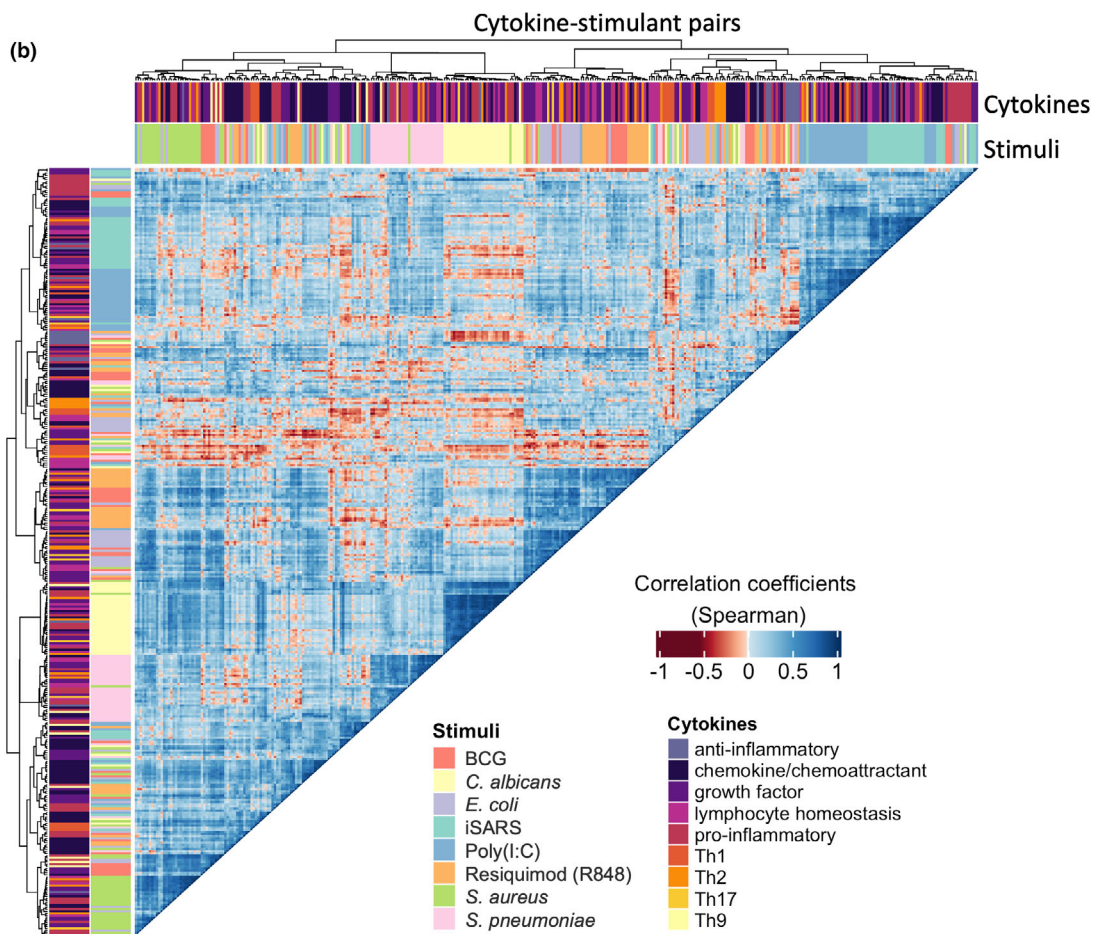 Cytokine-stimulant pairs
(b)
Cytokines
Stimuli
Correlation coefficients
(Spearman)
-1 -0.5 0 0.5 1
Stimuli
BCG
C. albicans
E. coli
iSARS
Poly(I:C)
Resiquimod (R848)
S. aureus
S. pneumoniae
Cytokines
anti-inflammatory
chemokine/chemoattractant
growth factor
lymphocyte homeostasis
pro-inflammatory
Th1
Th2
Th17
Th9